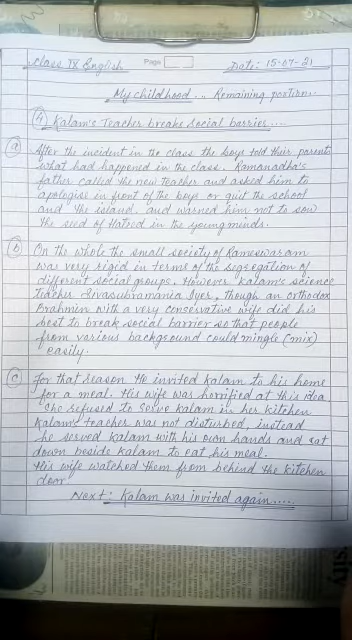 Class IX English Page Date: 15-07-21
My childhood ... Remaining portions..
(4) Kalam's Teacher breaks social barrier....
(a) After the incident in the class the boys told their parents
what had happened in the class. Ramanadha's
father called the new teacher and asked him to
apologise in front of the boys or quit the school
and the island. and warned him not to sow
the seed of Hatred in the young minds.
(b) On the whole the small society of Rameswaram
was very rigid in terms of the segregation of
different social groups. However Kalam's science
teacher Sivasubramania Iyer, though an orthodox
Brahmin with a very conservative wife did his
best to break social barrier so that people
from various background could mingle (mix)
easily.
(c) For that reason He invited Kalam to his home
for a meal. His wife was horrified at this idea
She refused to serve Kalam in her kitchen
Kalam's teacher was not disturbed, instead
he served Kalam with his own hands and sat
down beside Kalam to eat his meal.
His wife watched them from behind the kitchen
door
Next: Kalam was invited again.....